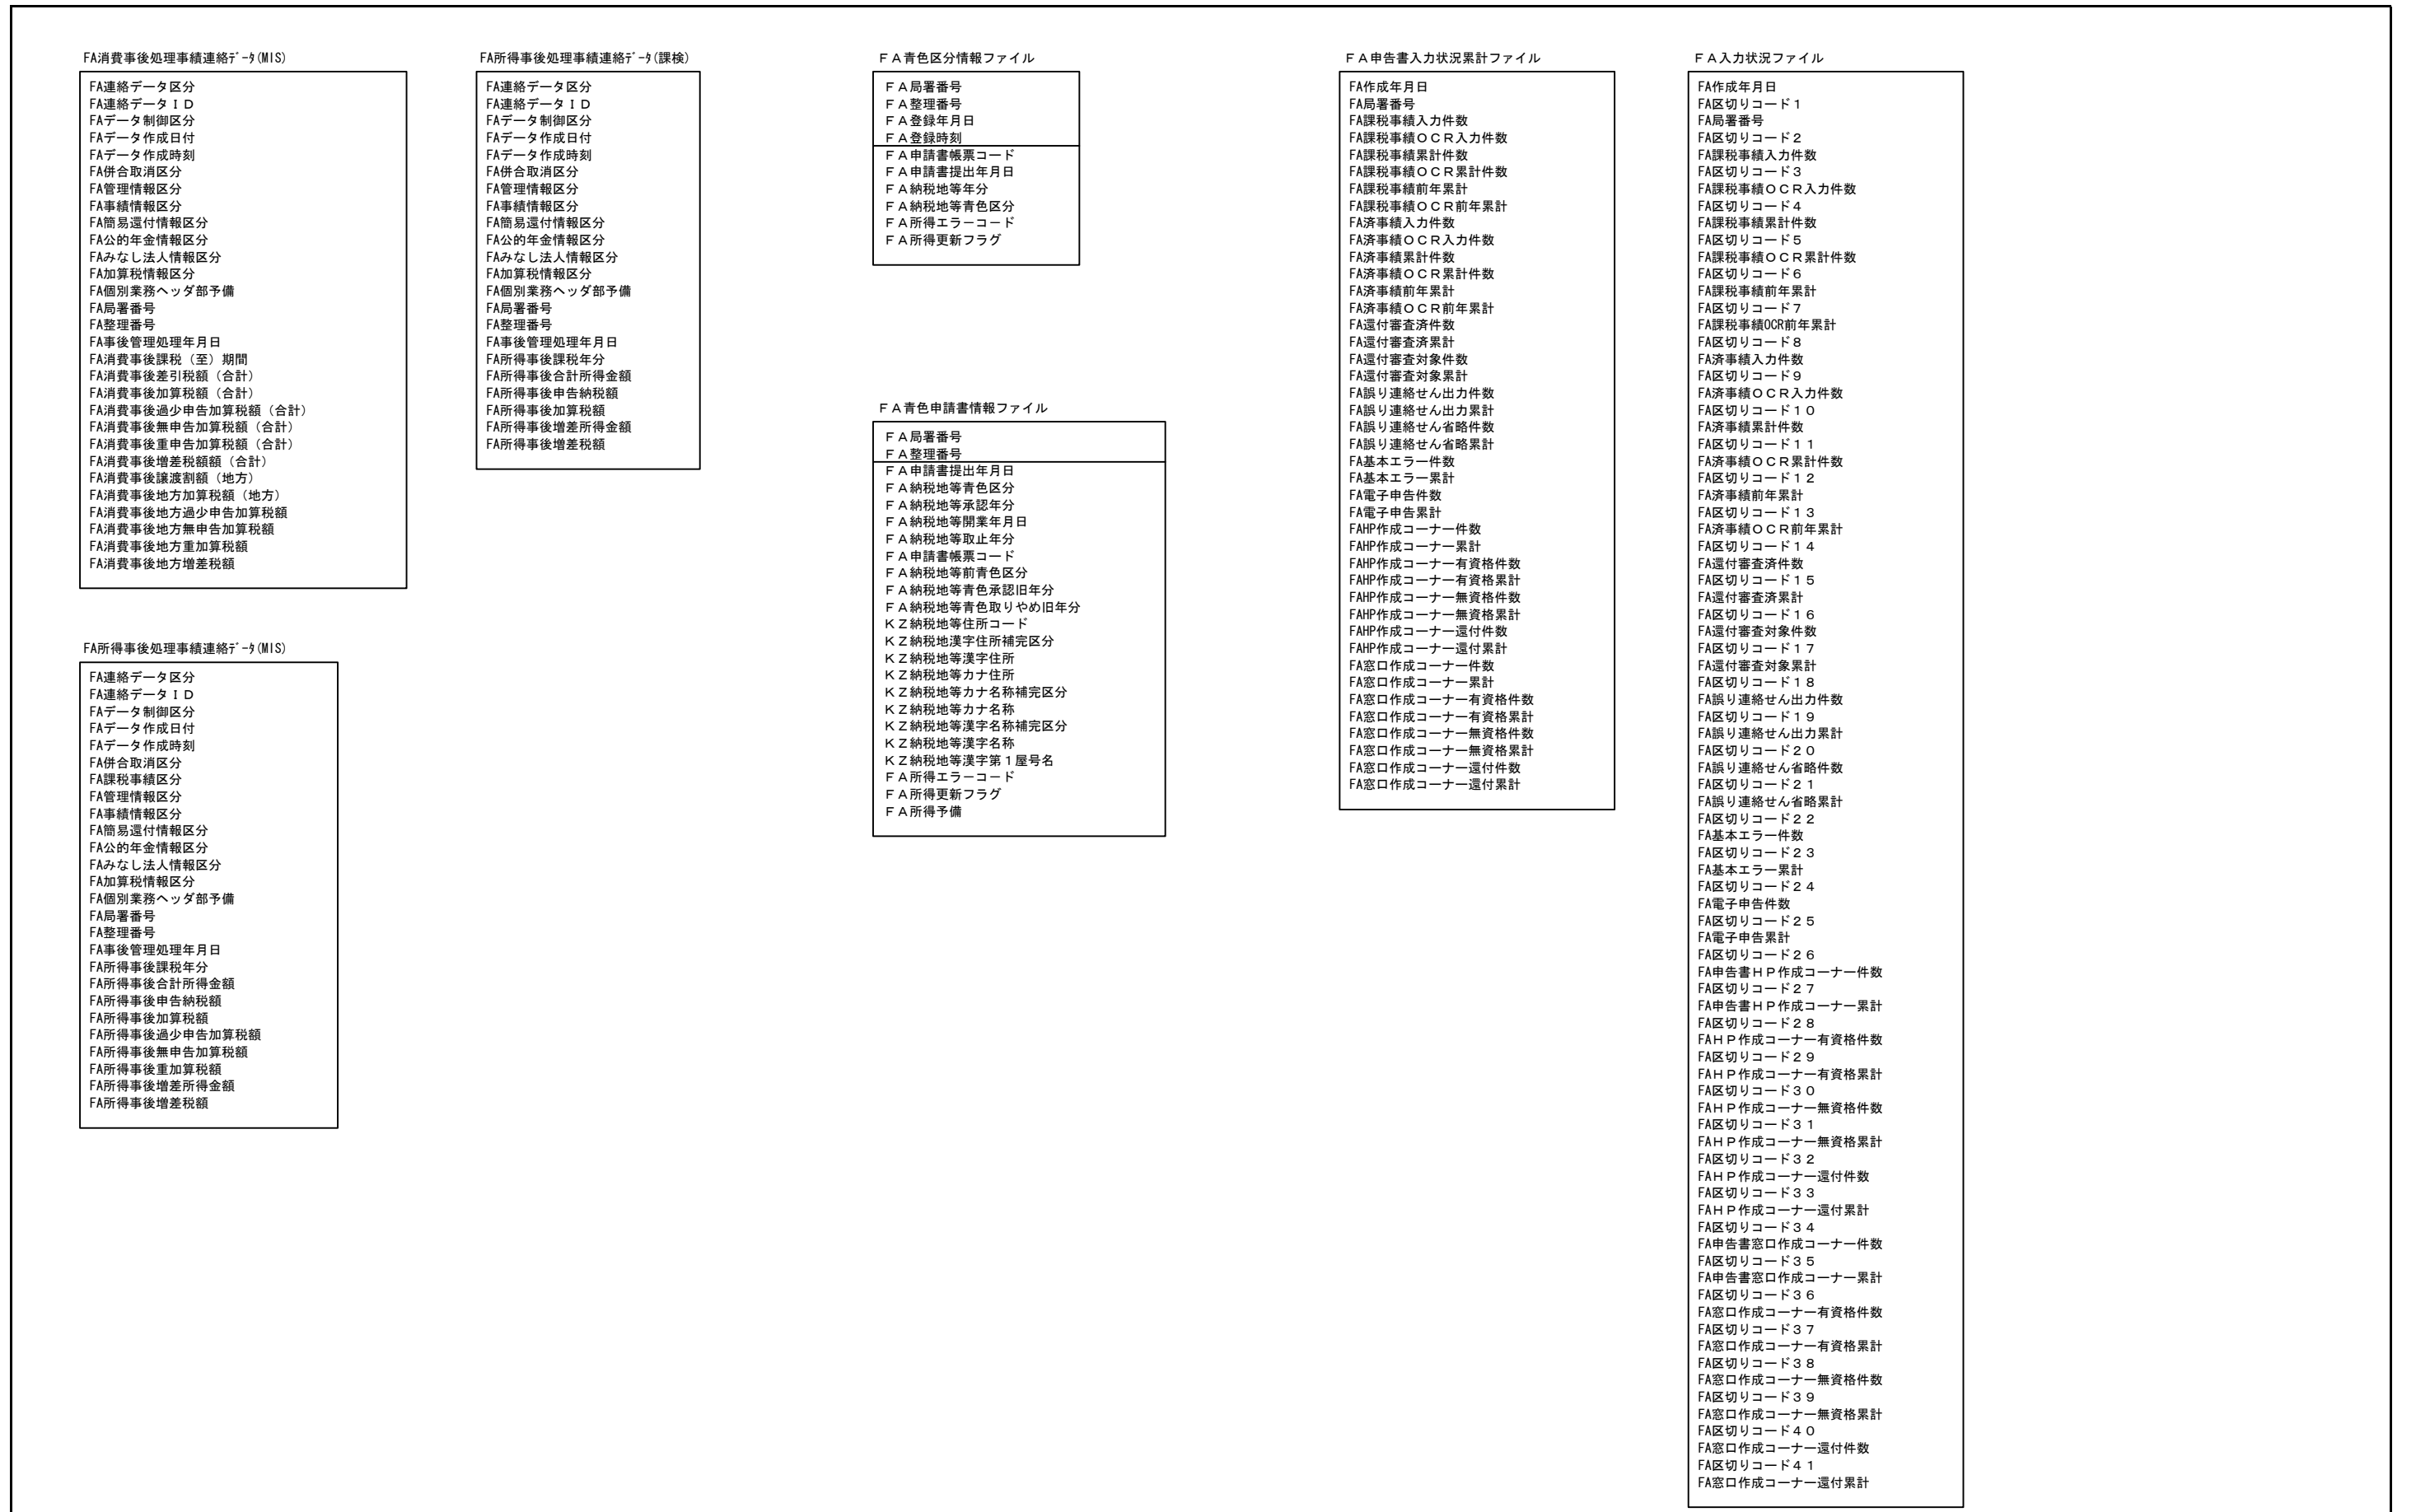 FA消費事後処理事績連絡ﾃﾞｰﾀ(MIS)
FA連絡データ区分
FA連絡データＩＤ
FAデータ制御区分
FAデータ作成日付
FAデータ作成時刻
FA併合取消区分
FA管理情報区分
FA事績情報区分
FA簡易還付情報区分
FA公的年金情報区分
FAみなし法人情報区分
FA加算税情報区分
FA個別業務ヘッダ部予備
FA局署番号
FA整理番号
FA事後管理処理年月日
FA消費事後課税（至）期間
FA消費事後差引税額（合計）
FA消費事後加算税額（合計）
FA消費事後過少申告加算税額（合計）
FA消費事後無申告加算税額（合計）
FA消費事後重申告加算税額（合計）
FA消費事後増差税額額（合計）
FA消費事後譲渡割額（地方）
FA消費事後地方加算税額（地方）
FA消費事後地方過少申告加算税額
FA消費事後地方無申告加算税額
FA消費事後地方重加算税額
FA消費事後地方増差税額
FA所得事後処理事績連絡ﾃﾞｰﾀ(MIS)
FA連絡データ区分
FA連絡データＩＤ
FAデータ制御区分
FAデータ作成日付
FAデータ作成時刻
FA併合取消区分
FA課税事績区分
FA管理情報区分
FA事績情報区分
FA簡易還付情報区分
FA公的年金情報区分
FAみなし法人情報区分
FA加算税情報区分
FA個別業務ヘッダ部予備
FA局署番号
FA整理番号
FA事後管理処理年月日
FA所得事後課税年分
FA所得事後合計所得金額
FA所得事後申告納税額
FA所得事後加算税額
FA所得事後過少申告加算税額
FA所得事後無申告加算税額
FA所得事後重加算税額
FA所得事後増差所得金額
FA所得事後増差税額
FA所得事後処理事績連絡ﾃﾞｰﾀ(課検)
FA連絡データ区分
FA連絡データＩＤ
FAデータ制御区分
FAデータ作成日付
FAデータ作成時刻
FA併合取消区分
FA管理情報区分
FA事績情報区分
FA簡易還付情報区分
FA公的年金情報区分
FAみなし法人情報区分
FA加算税情報区分
FA個別業務ヘッダ部予備
FA局署番号
FA整理番号
FA事後管理処理年月日
FA所得事後課税年分
FA所得事後合計所得金額
FA所得事後申告納税額
FA所得事後加算税額
FA所得事後増差所得金額
FA所得事後増差税額
ＦＡ青色区分情報ファイル
ＦＡ局署番号
ＦＡ整理番号
ＦＡ登録年月日
ＦＡ登録時刻
ＦＡ申請書帳票コード
ＦＡ申請書提出年月日
ＦＡ納税地等年分
ＦＡ納税地等青色区分
ＦＡ所得エラーコード
ＦＡ所得更新フラグ
ＦＡ青色申請書情報ファイル
ＦＡ局署番号
ＦＡ整理番号
ＦＡ申請書提出年月日
ＦＡ納税地等青色区分
ＦＡ納税地等承認年分
ＦＡ納税地等開業年月日
ＦＡ納税地等取止年分
ＦＡ申請書帳票コード
ＦＡ納税地等前青色区分
ＦＡ納税地等青色承認旧年分
ＦＡ納税地等青色取りやめ旧年分
ＫＺ納税地等住所コード
ＫＺ納税地漢字住所補完区分
ＫＺ納税地等漢字住所
ＫＺ納税地等カナ住所
ＫＺ納税地等カナ名称補完区分
ＫＺ納税地等カナ名称
ＫＺ納税地等漢字名称補完区分
ＫＺ納税地等漢字名称
ＫＺ納税地等漢字第１屋号名
ＦＡ所得エラーコード
ＦＡ所得更新フラグ
ＦＡ所得予備
ＦＡ申告書入力状況累計ファイル
FA作成年月日
FA局署番号
FA課税事績入力件数
FA課税事績ＯＣＲ入力件数
FA課税事績累計件数
FA課税事績ＯＣＲ累計件数
FA課税事績前年累計
FA課税事績ＯＣＲ前年累計
FA済事績入力件数
FA済事績ＯＣＲ入力件数
FA済事績累計件数
FA済事績ＯＣＲ累計件数
FA済事績前年累計
FA済事績ＯＣＲ前年累計
FA還付審査済件数
FA還付審査済累計
FA還付審査対象件数
FA還付審査対象累計
FA誤り連絡せん出力件数
FA誤り連絡せん出力累計
FA誤り連絡せん省略件数
FA誤り連絡せん省略累計
FA基本エラー件数
FA基本エラー累計
FA電子申告件数
FA電子申告累計
FAHP作成コーナー件数
FAHP作成コーナー累計
FAHP作成コーナー有資格件数
FAHP作成コーナー有資格累計
FAHP作成コーナー無資格件数
FAHP作成コーナー無資格累計
FAHP作成コーナー還付件数
FAHP作成コーナー還付累計
FA窓口作成コーナー件数
FA窓口作成コーナー累計
FA窓口作成コーナー有資格件数
FA窓口作成コーナー有資格累計
FA窓口作成コーナー無資格件数
FA窓口作成コーナー無資格累計
FA窓口作成コーナー還付件数
FA窓口作成コーナー還付累計
ＦＡ入力状況ファイル
FA作成年月日
FA区切りコード１
FA局署番号
FA区切りコード２
FA課税事績入力件数
FA区切りコード３
FA課税事績ＯＣＲ入力件数
FA区切りコード４
FA課税事績累計件数
FA区切りコード５
FA課税事績ＯＣＲ累計件数
FA区切りコード６
FA課税事績前年累計
FA区切りコード７
FA課税事績OCR前年累計
FA区切りコード８
FA済事績入力件数
FA区切りコード９
FA済事績ＯＣＲ入力件数
FA区切りコード１０
FA済事績累計件数
FA区切りコード１１
FA済事績ＯＣＲ累計件数
FA区切りコード１２
FA済事績前年累計
FA区切りコード１３
FA済事績ＯＣＲ前年累計
FA区切りコード１４
FA還付審査済件数
FA区切りコード１５
FA還付審査済累計
FA区切りコード１６
FA還付審査対象件数
FA区切りコード１７
FA還付審査対象累計
FA区切りコード１８
FA誤り連絡せん出力件数
FA区切りコード１９
FA誤り連絡せん出力累計
FA区切りコード２０
FA誤り連絡せん省略件数
FA区切りコード２１
FA誤り連絡せん省略累計
FA区切りコード２２
FA基本エラー件数
FA区切りコード２３
FA基本エラー累計
FA区切りコード２４
FA電子申告件数
FA区切りコード２５
FA電子申告累計
FA区切りコード２６
FA申告書ＨＰ作成コーナー件数
FA区切りコード２７
FA申告書ＨＰ作成コーナー累計
FA区切りコード２８
FAＨＰ作成コーナー有資格件数
FA区切りコード２９
FAＨＰ作成コーナー有資格累計
FA区切りコード３０
FAＨＰ作成コーナー無資格件数
FA区切りコード３１
FAＨＰ作成コーナー無資格累計
FA区切りコード３２
FAＨＰ作成コーナー還付件数
FA区切りコード３３
FAＨＰ作成コーナー還付累計
FA区切りコード３４
FA申告書窓口作成コーナー件数
FA区切りコード３５
FA申告書窓口作成コーナー累計
FA区切りコード３６
FA窓口作成コーナー有資格件数
FA区切りコード３７
FA窓口作成コーナー有資格累計
FA区切りコード３８
FA窓口作成コーナー無資格件数
FA区切りコード３９
FA窓口作成コーナー無資格累計
FA区切りコード４０
FA窓口作成コーナー還付件数
FA区切りコード４１
FA窓口作成コーナー還付累計